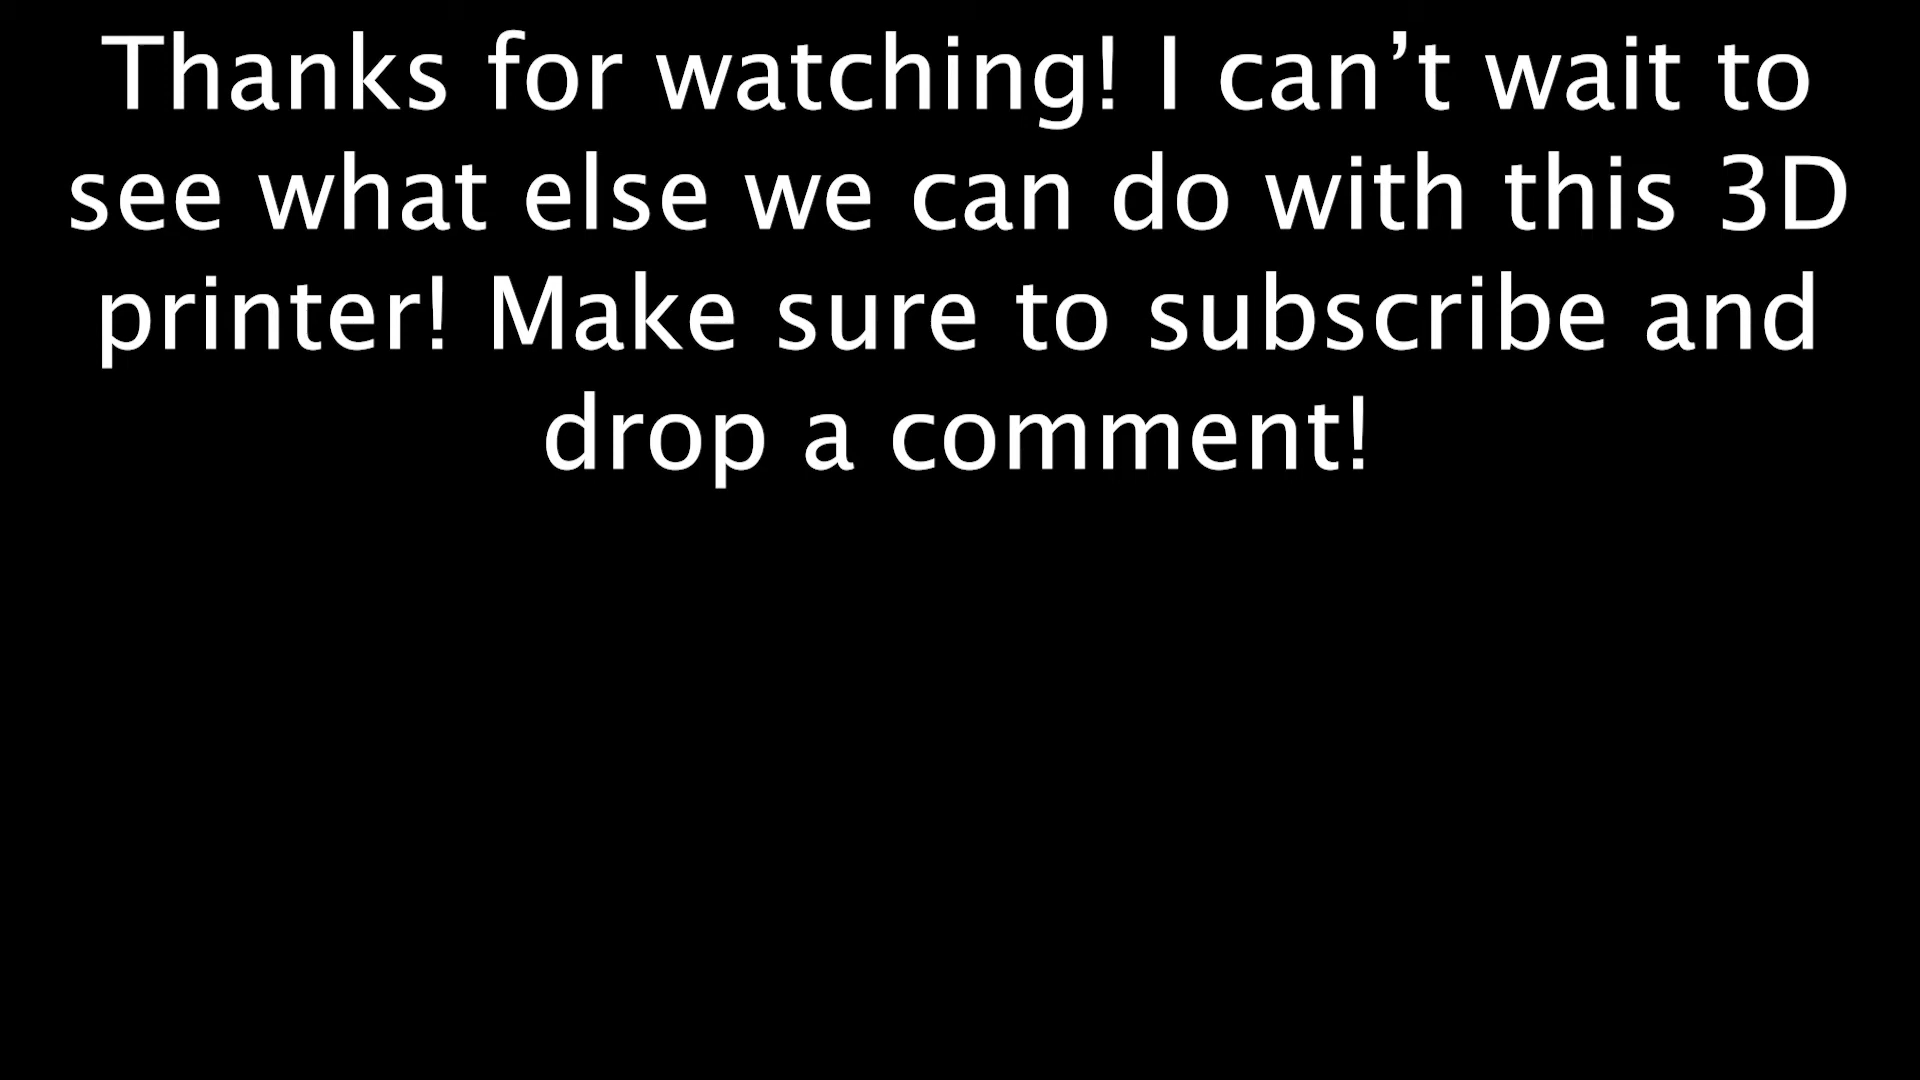 Thanks for watching! I can’t wait to
see what else we can do with this 3D
printer! Make sure to subscribe and
drop a comment!